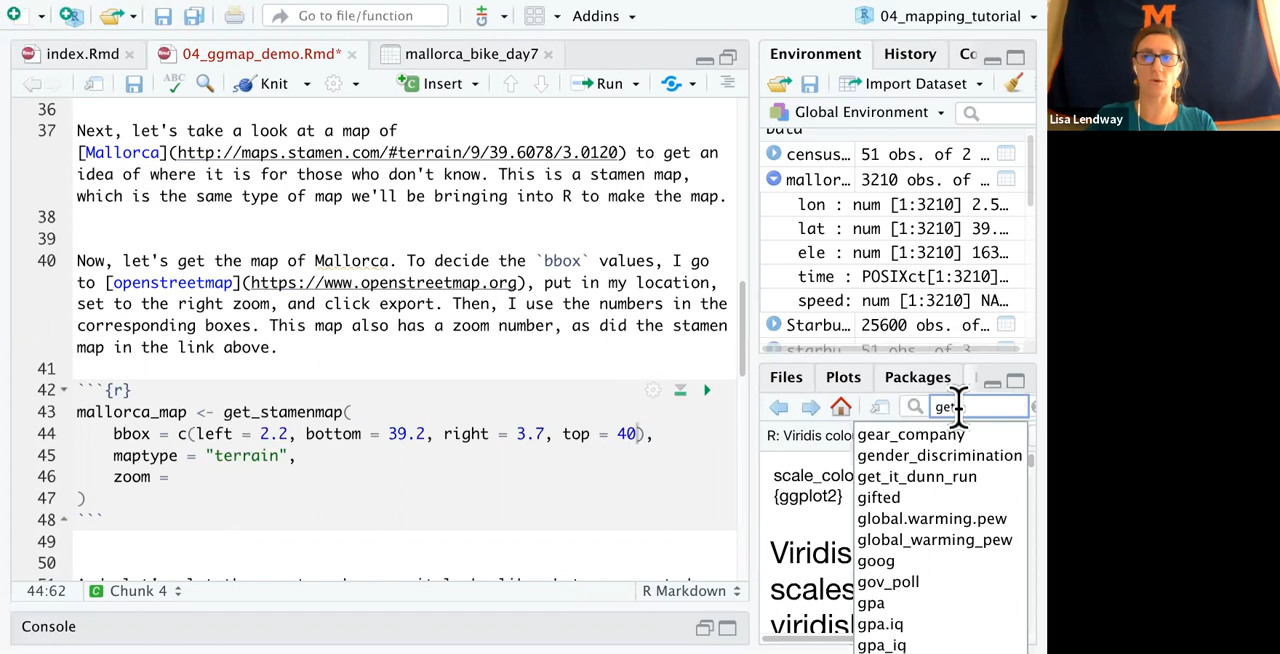 Go to file/function
Addins
04_mapping_tutorial
index.Rmd
04_ggmap_demo.Rmd*
mallorca_bike_day7
ABC
Knit
Insert
Run
36
37 Next, let's take a look at a map of
[Mallorca](http://maps.stamen.com/#terrain/9/39.6078/3.0120) to get an
idea of where it is for those who don't know. This is a stamen map,
which is the same type of map we'll be bringing into R to make the map.
38
39
40 Now, let's get the map of Mallorca. To decide the `bbox` values, I go
to [openstreetmap](https://www.openstreetmap.org), put in my location,
set to the right zoom, and click export. Then, I use the numbers in the
corresponding boxes. This map also has a zoom number, as did the stamen
map in the link above.
41
42 ```{r}
43 mallorca_map <- get_stamenmap(
44 bbox = c(left = 2.2, bottom = 39.2, right = 3.7, top = 40),
45 maptype = "terrain",
46 zoom =
47 )
48 ```
49
50
44:62
Chunk 4
R Markdown
Console
Environment
History
Co
Import Dataset
Global Environment
Data
census… 51 obs. of 2 …
mallor… 3210 obs. of …
lon : num [1:3210] 2.5…
lat : num [1:3210] 39.…
ele : num [1:3210] 163…
time : POSIXct[1:3210]…
speed: num [1:3210] NA…
Starbu… 25600 obs. of…
Files
Plots
Packages
get
R: Viridis colo
scale_colo
{ggplot2}
Viridis
scales
viridisl
gear_company
gender_discrimination
get_it_dunn_run
gifted
global.warming.pew
global_warming_pew
goog
gov_poll
gpa
gpa.iq
gpa_iq
M
Lisa Lendway